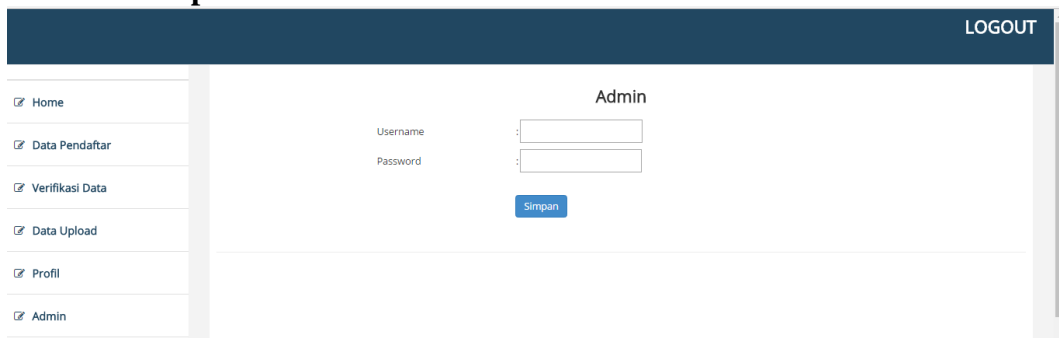 LOGOUT
Home
Data Pendaftar
Verifikasi Data
Data Upload
Profil
Admin
Admin
Username :
Password :
Simpan